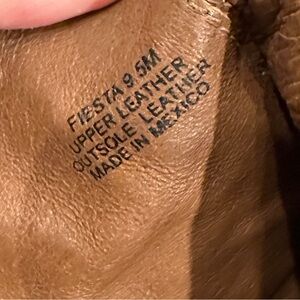 FIESTA 9.5M
UPPER LEATHER
OUTSOLE LEATHER
MADE IN MEXICO